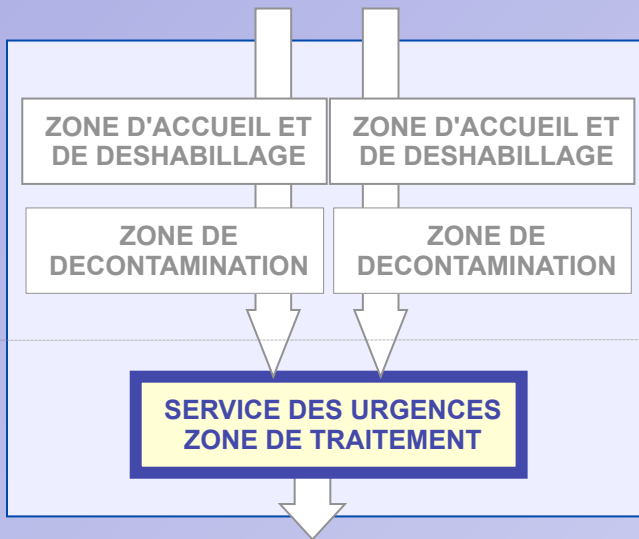 ZONE D'ACCUEIL ET
DE DESHABILLAGE
ZONE D'ACCUEIL ET
DE DESHABILLAGE
ZONE DE
DECONTAMINATION
ZONE DE
DECONTAMINATION
SERVICE DES URGENCES
ZONE DE TRAITEMENT